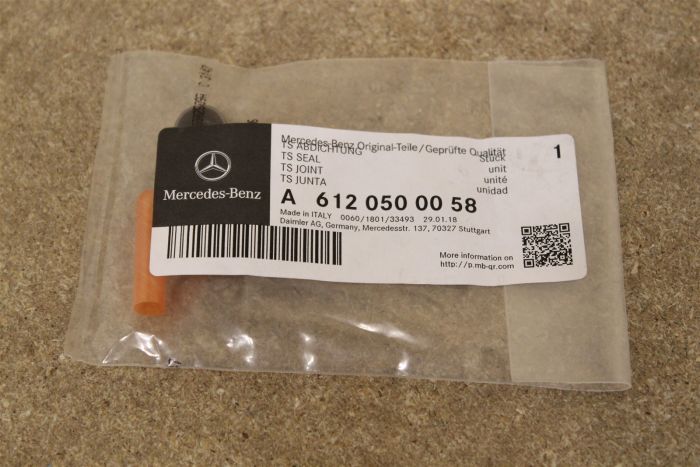 Mercedes-Benz Original-Teile/Geprüfte Qualität
1
TS ABDICHTUNG Stück
TS SEAL unit
TS JOINT unité
TS JUNTA unidad
Mercedes-Benz
A 612 050 00 58
Made in ITALY 0060/1801/33493 29.01.18
Daimler AG, Germany, Mercedesstr. 137, 70327 Stuttgart
More information on
http://p.mb-qr.com